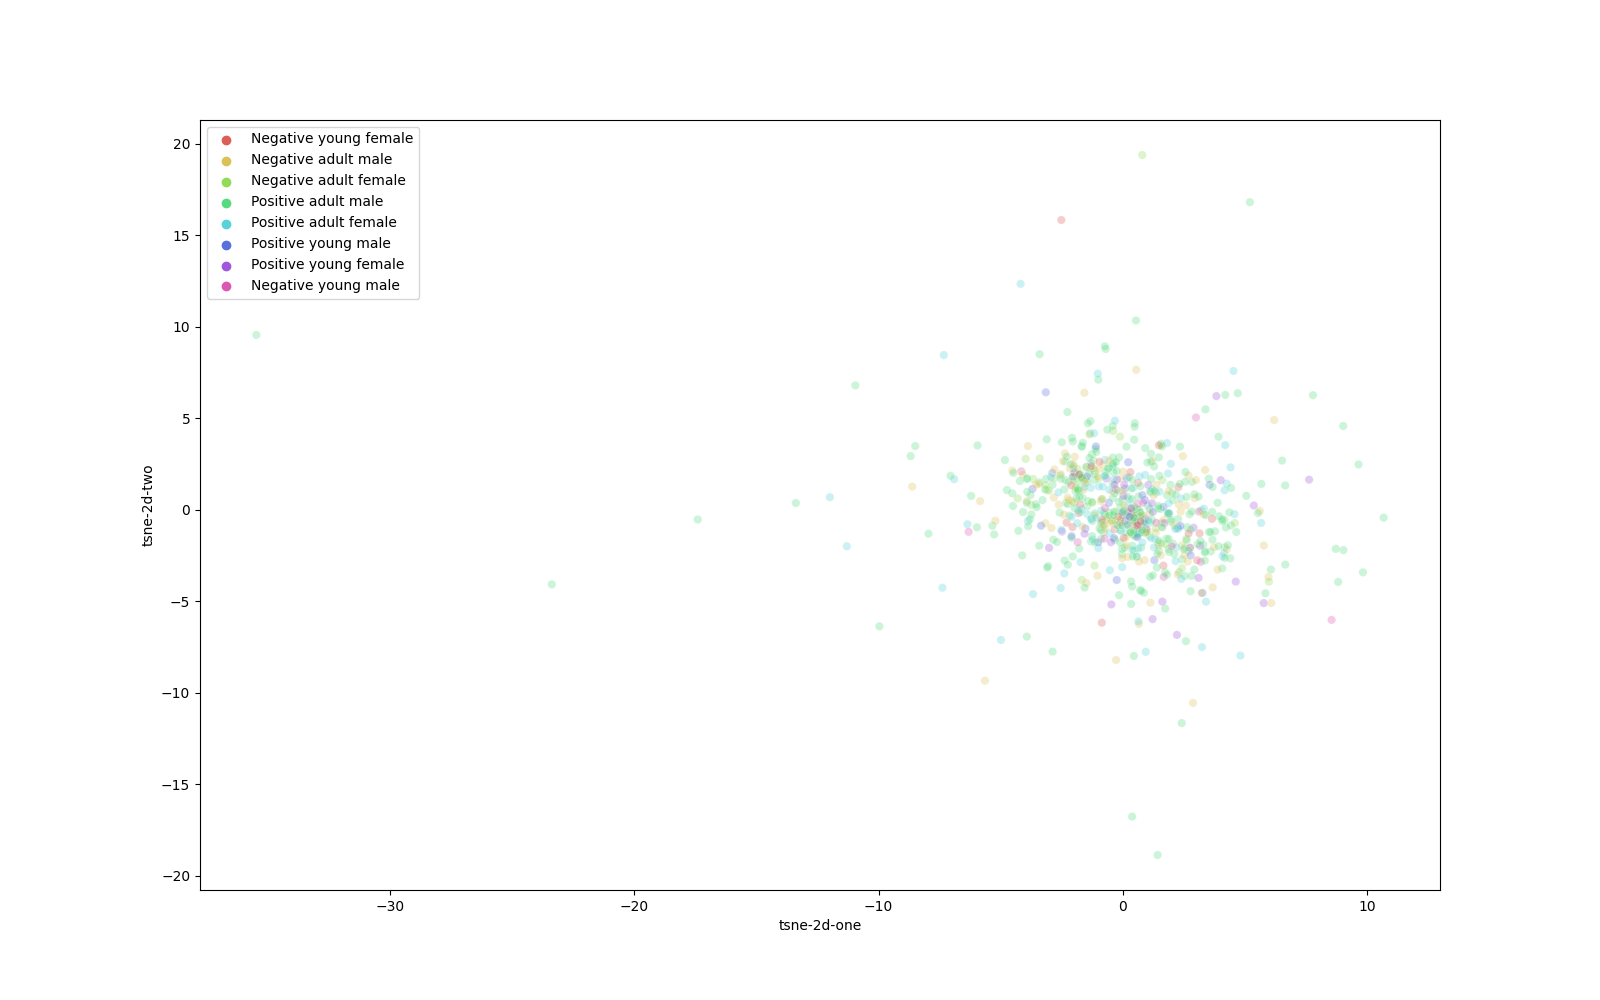 Negative young female
Negative adult male
Negative adult female
Positive adult male
Positive adult female
Positive young male
Positive young female
Negative young male
20
15
10
5
0
−5
−10
−15
−20
tsne-2d-two
−30
−20
−10
0
10
tsne-2d-one